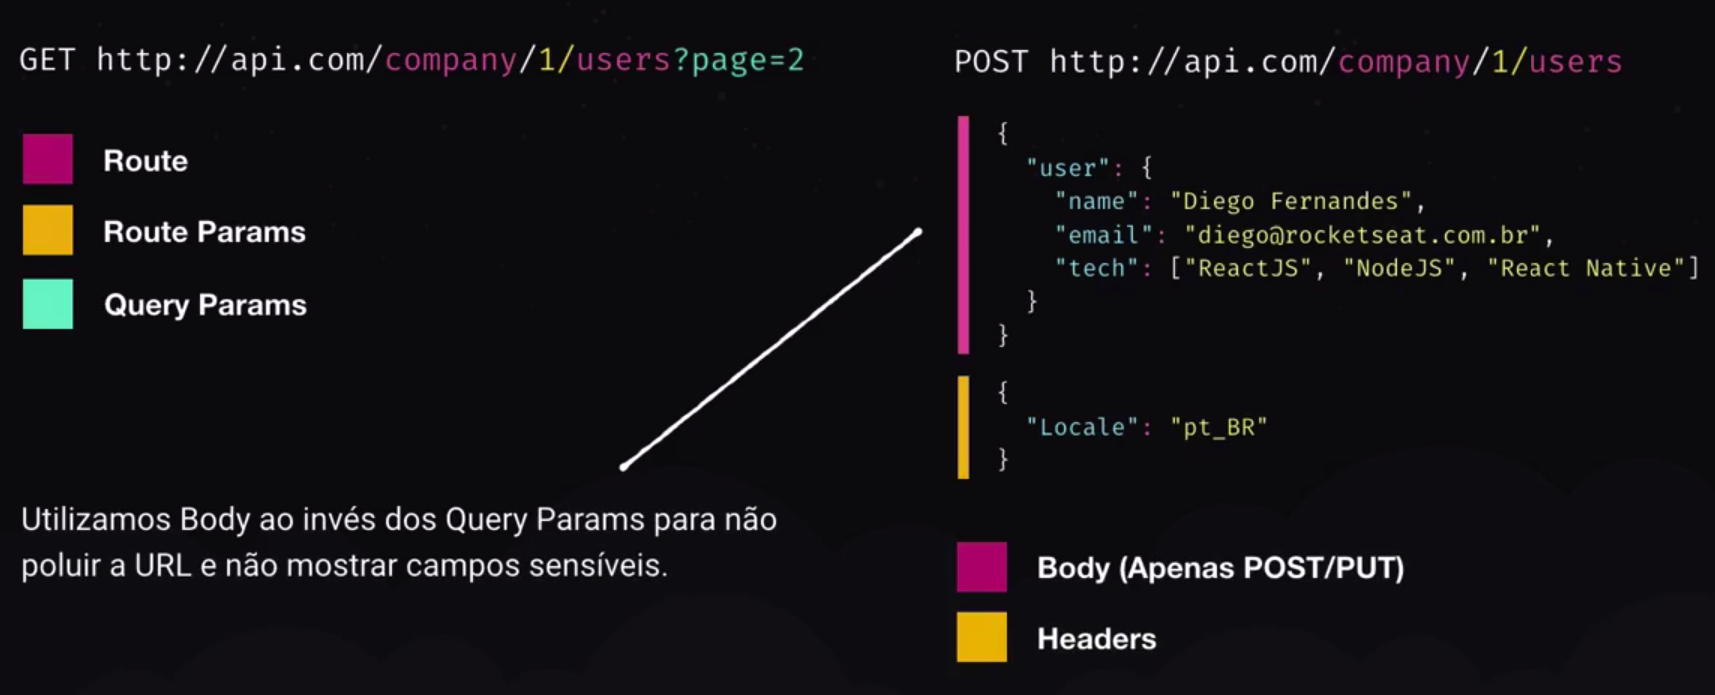 GET http://api.com/company/1/users?page=2
Route
Route Params
Query Params
Utilizamos Body ao invés dos Query Params para não
poluir a URL e não mostrar campos sensíveis.
POST http://api.com/company/1/users
{
"user": {
"name": "Diego Fernandes",
"email": "diego@rocketseat.com.br",
"tech": ["ReactJS", "NodeJS", "React Native"]
}
}
{
"Locale": "pt_BR"
}
Body (Apenas POST/PUT)
Headers